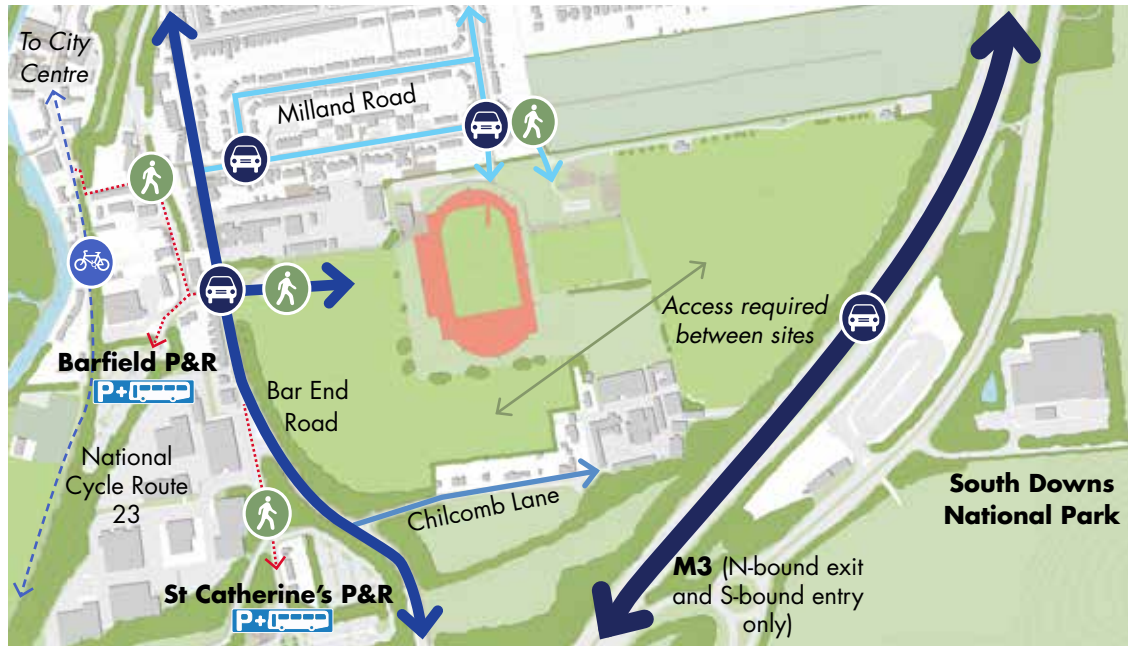 To City
Centre
Milland Road
Access required
between sites
Barfield P&R
P+
Bar End
Road
National
Cycle Route
23
Chilcomb Lane
South Downs
National Park
M3 (N-bound exit
and S-bound entry
only)
St Catherine's P&R
P+